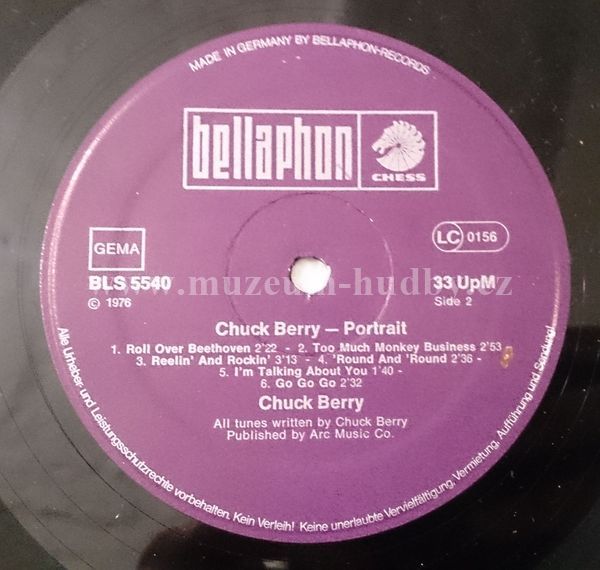 MADE IN GERMANY BY BELLAPHON-RECORDS
bellaphon
CHESS
GEMA
LC 0156
BLS 5540
33 UpM
℗ 1976
Side 2
www.muzeum-hudby.cz
Chuck Berry — Portrait
1. Roll Over Beethoven 2'22 - 2. Too Much Monkey Business 2'53
3. Reelin' And Rockin' 3'13 - 4. 'Round And 'Round 2'36 -
5. I'm Talking About You 1'40 -
6. Go Go Go 2'32
Chuck Berry
All tunes written by Chuck Berry
Published by Arc Music Co.
Alle Urheber- und Leistungsschutzrechte vorbehalten. Kein Verleih! Keine unerlaubte Vervielfältigung, Vermietung, Aufführung und Sendung!